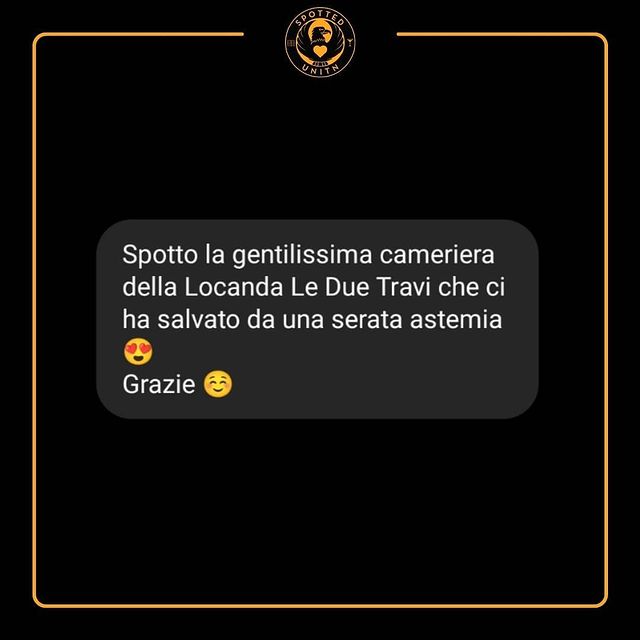 SPOTTED
UNITN
Spotto la gentilissima cameriera
della Locanda Le Due Travi che ci
ha salvato da una serata astemia
😍
Grazie ☺️